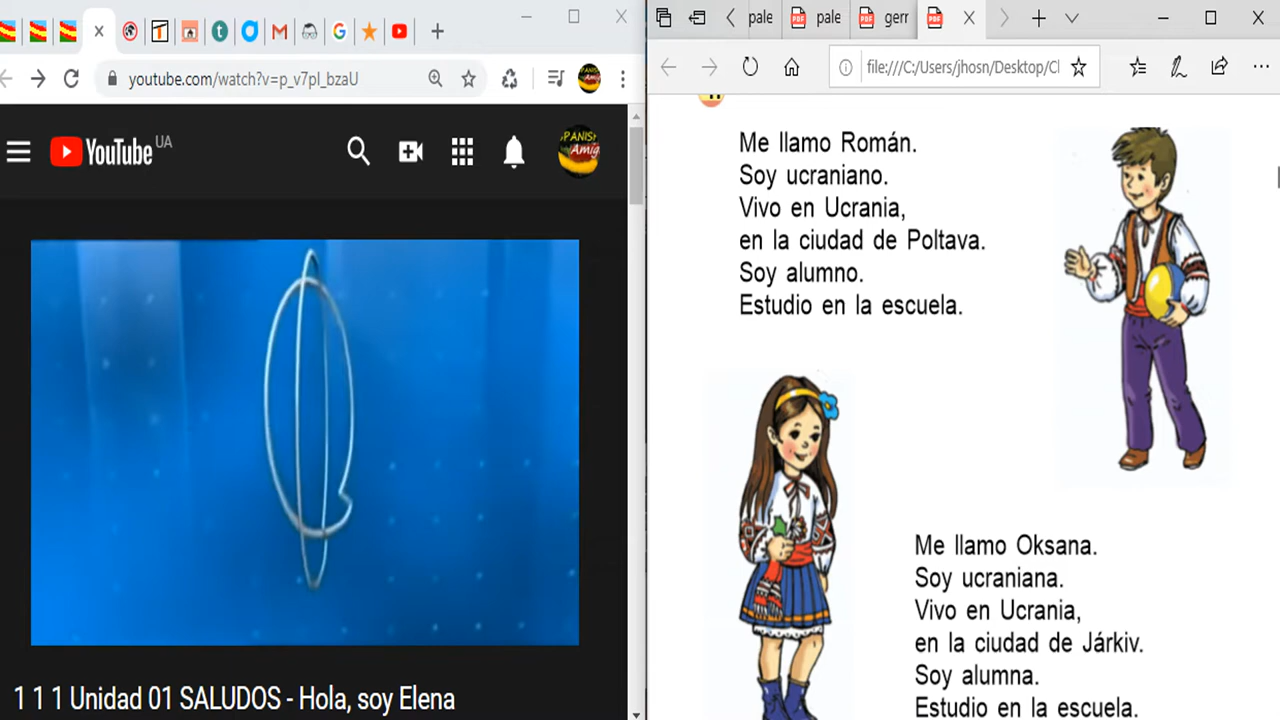 pale
pale
gerr
youtube.com/watch?v=p_v7pl_bzaU
file:///C:/Users/jhosn/Desktop/Cl
YouTube UA
PANISH
Amig
Me llamo Román.
Soy ucraniano.
Vivo en Ucrania,
en la ciudad de Poltava.
Soy alumno.
Estudio en la escuela.
Me llamo Oksana.
Soy ucraniana.
Vivo en Ucrania,
en la ciudad de Járkiv.
Soy alumna.
Estudio en la escuela.
1 1 1 Unidad 01 SALUDOS - Hola, soy Elena